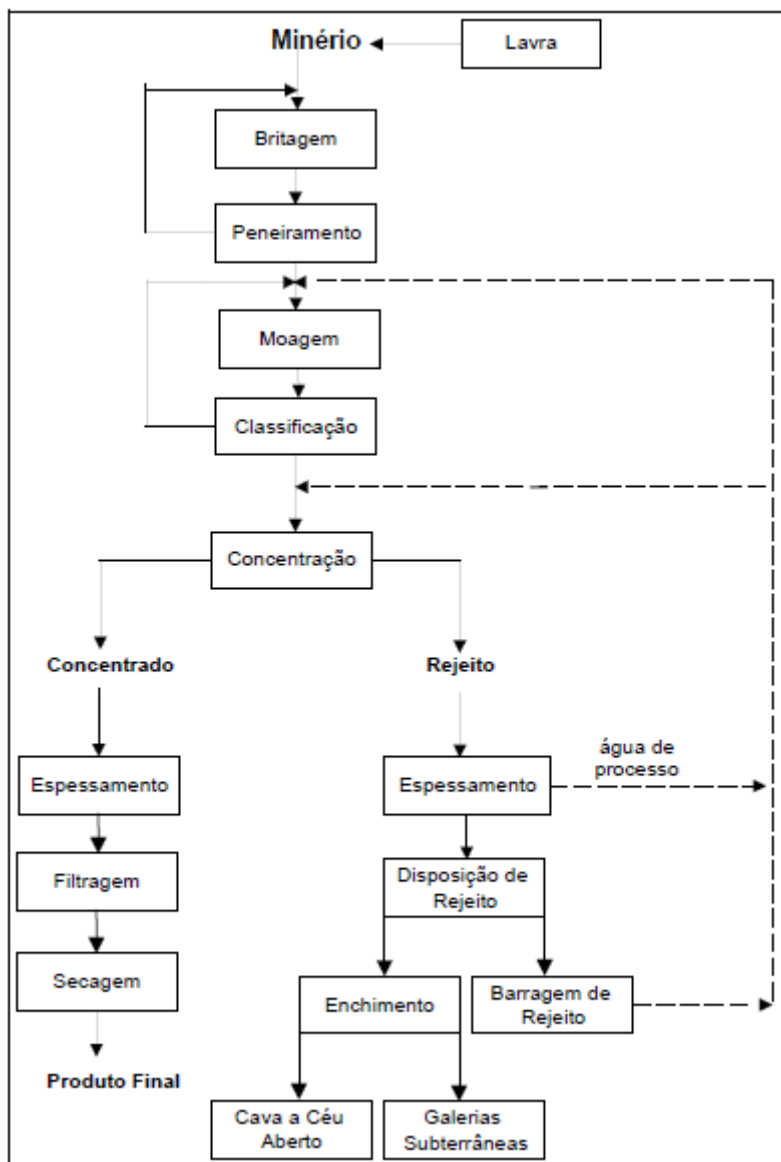 Minério
Lavra
Britagem
Peneiramento
Moagem
Classificação
Concentração
Concentrado
Rejeito
água de
processo
Espessamento
Espessamento
Filtragem
Disposição de
Rejeito
Secagem
Enchimento
Barragem de
Rejeito
Produto Final
Cava a Céu
Aberto
Galerias
Subterrâneas